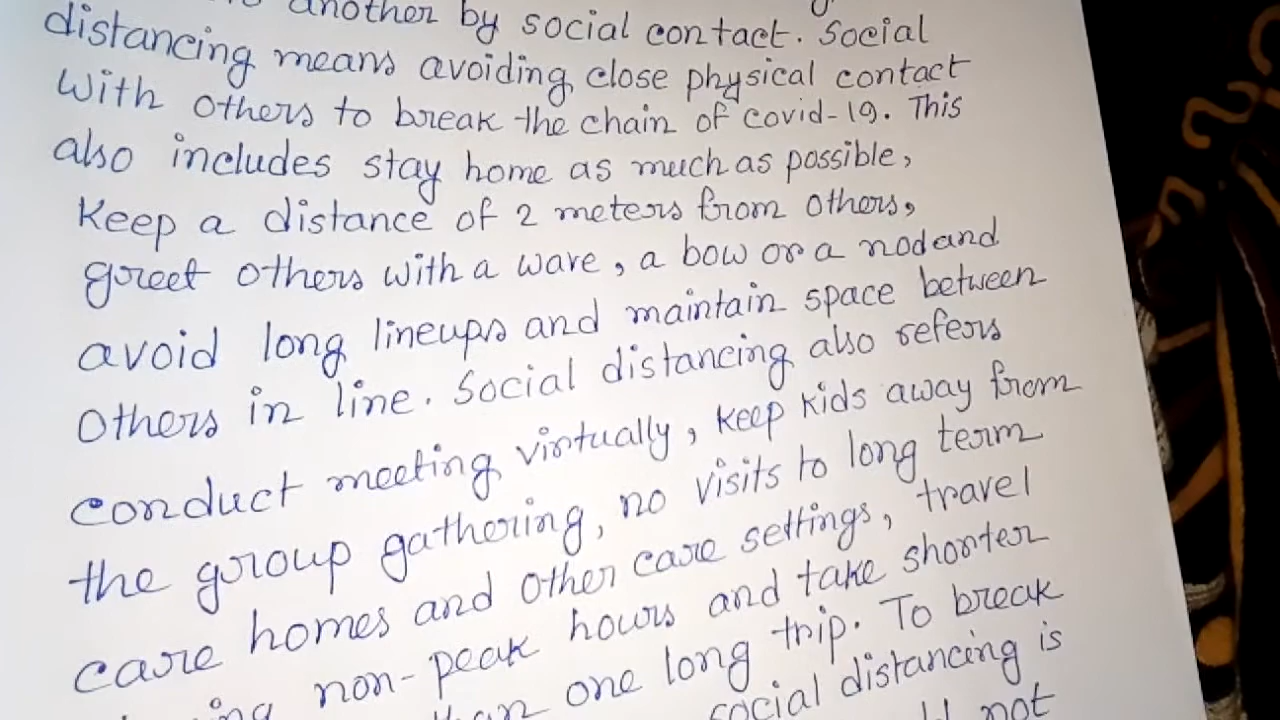 another by social contact. Social
distancing means avoiding close physical contact
With others to break the chain of covid-19. This
also includes stay home as much as possible,
Keep a distance of 2 meters from others,
greet others with a wave, a bow or a nod and
avoid long lineups and maintain space between
others in line. Social distancing also refers
conduct meeting virtually, keep kids away from
the group gathering, no visits to long term
care homes and other care settings, travel
non-peak hours and take shorter
one long trip. To break
social distancing is
not